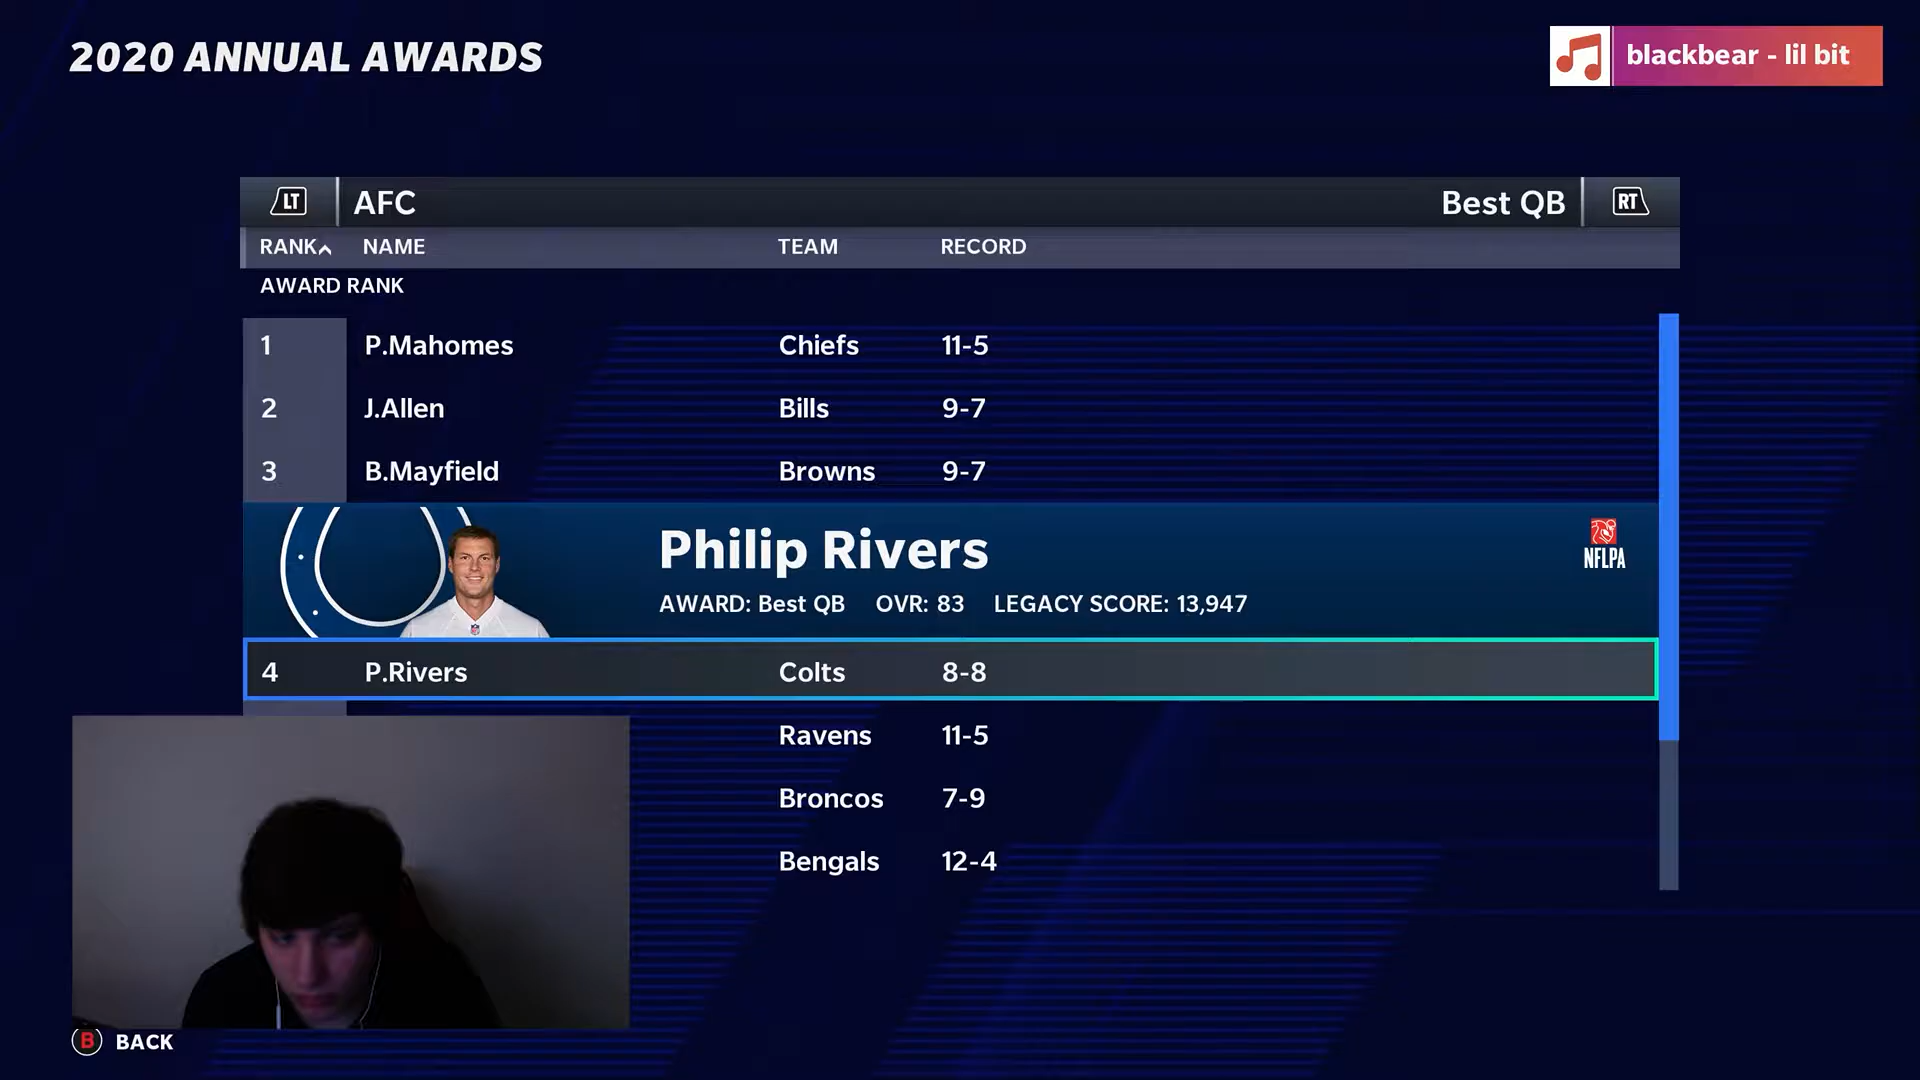 2020 ANNUAL AWARDS
blackbear - lil bit
LT AFC Best QB RT
RANK NAME TEAM RECORD
AWARD RANK
1 P.Mahomes Chiefs 11-5
2 J.Allen Bills 9-7
3 B.Mayfield Browns 9-7
Philip Rivers
NFLPA
AWARD: Best QB OVR: 83 LEGACY SCORE: 13,947
4 P.Rivers Colts 8-8
Ravens 11-5
Broncos 7-9
Bengals 12-4
B BACK